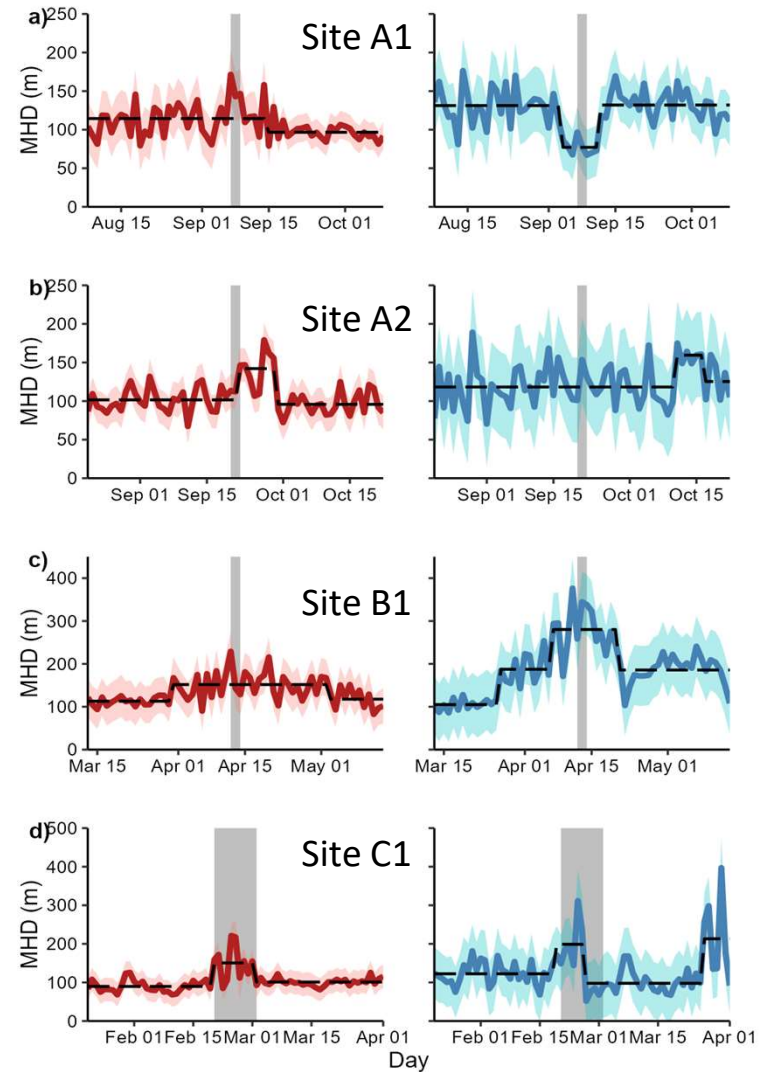 a)
Site A1
MHD (m)
250
200
150
100
50
0
Aug 15 Sep 01 Sep 15 Oct 01
Aug 15 Sep 01 Sep 15 Oct 01
b)
Site A2
MHD (m)
250
200
150
100
50
0
Sep 01 Sep 15 Oct 01 Oct 15
Sep 01 Sep 15 Oct 01 Oct 15
c)
Site B1
MHD (m)
400
300
200
100
0
Mar 15 Apr 01 Apr 15 May 01
Mar 15 Apr 01 Apr 15 May 01
d)
Site C1
MHD (m)
500
400
300
200
100
0
Feb 01 Feb 15 Mar 01 Mar 15 Apr 01
Feb 01 Feb 15 Mar 01 Mar 15 Apr 01
Day